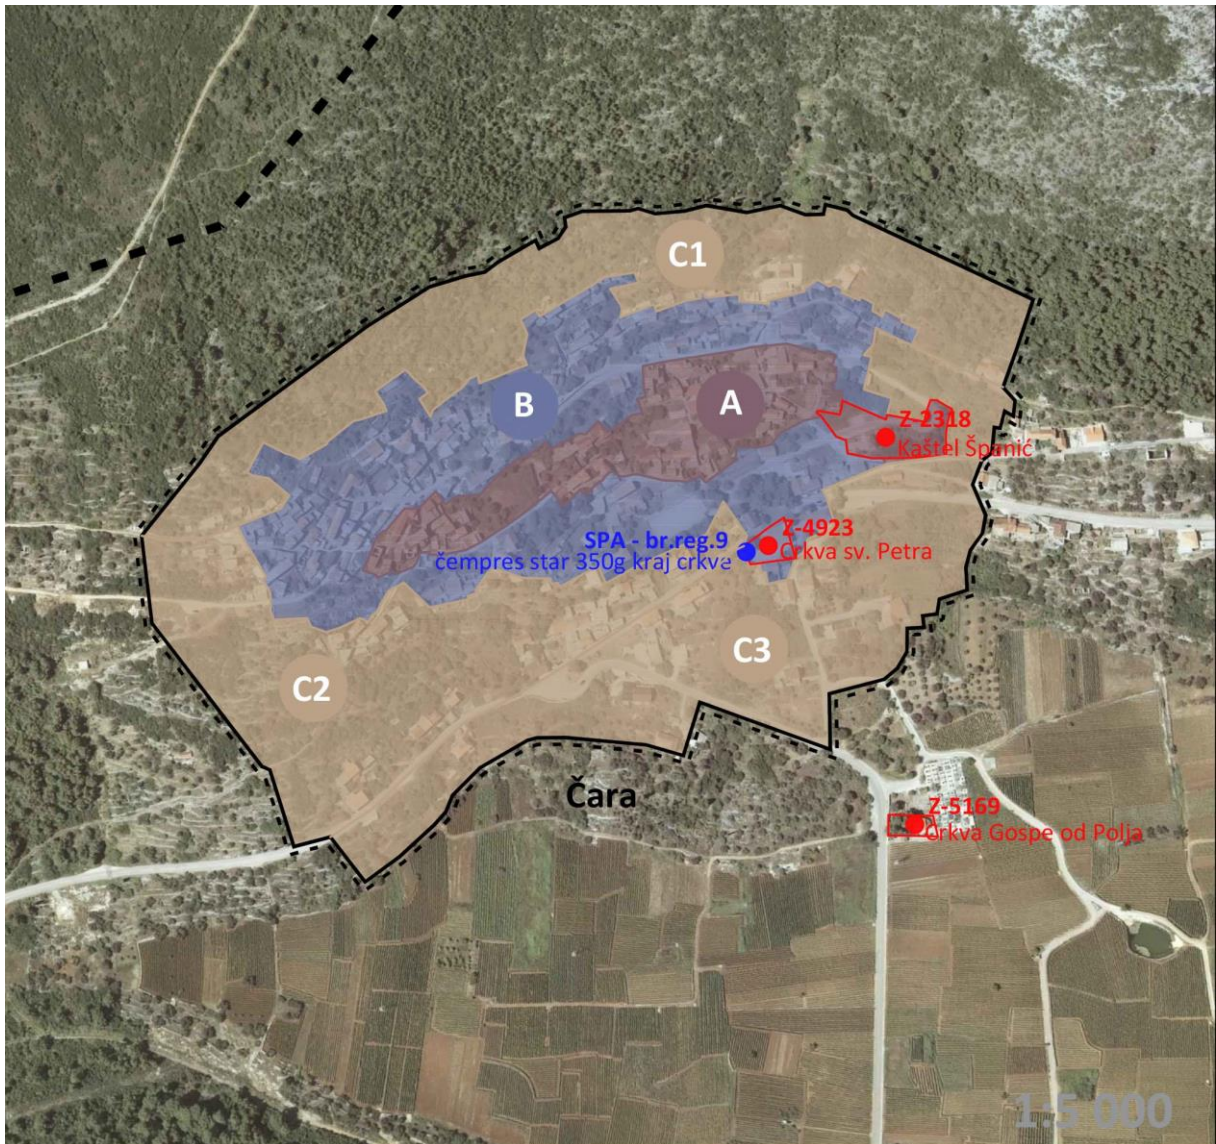 C1
B
A
Z-2318
Kaštel Španić
Z-4923
Crkva sv. Petra
SPA - br.reg.9
čempres star 350g kraj crkve
C3
C2
Čara
Z-5169
Crkva Gospe od Polja
1:5 000